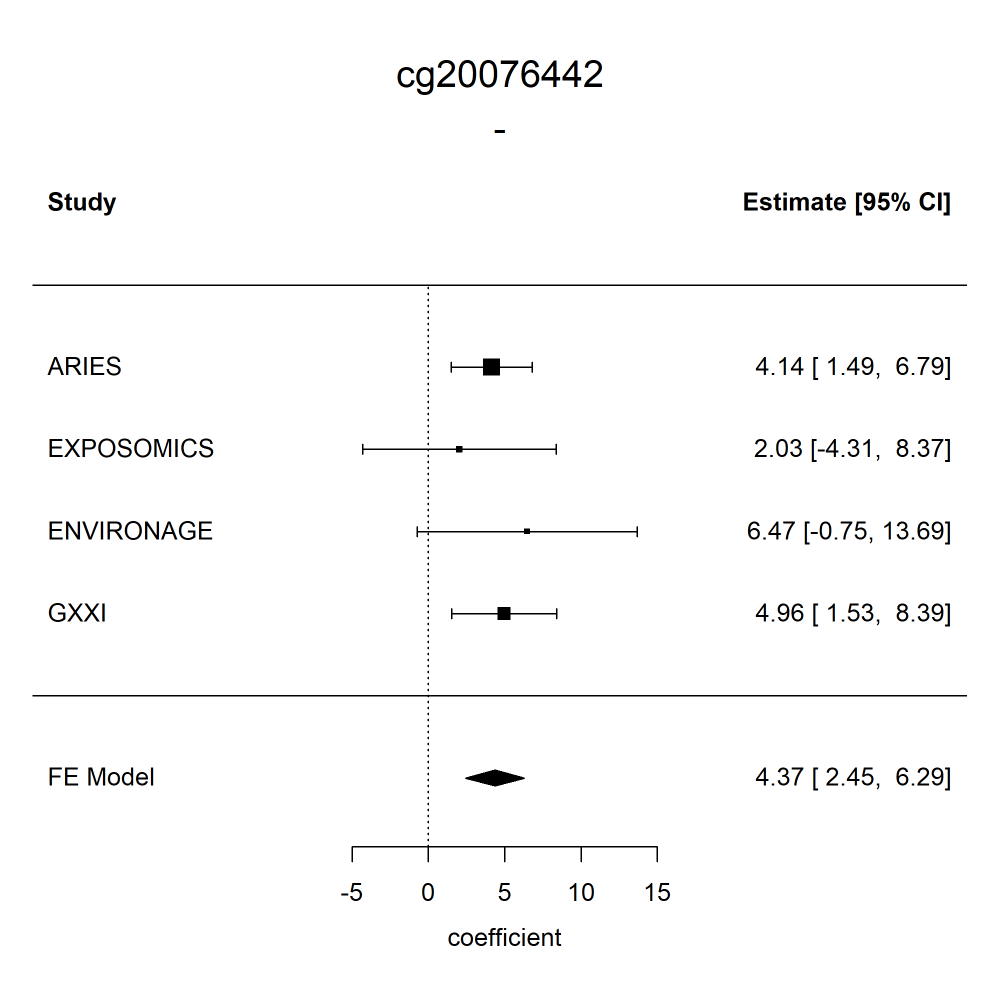 cg20076442
-
Study Estimate [95% CI]
ARIES 4.14 [ 1.49, 6.79]
EXPOSOMICS 2.03 [-4.31, 8.37]
ENVIRONAGE 6.47 [-0.75, 13.69]
GXXI 4.96 [ 1.53, 8.39]
FE Model 4.37 [ 2.45, 6.29]
-5 0 5 10 15
coefficient